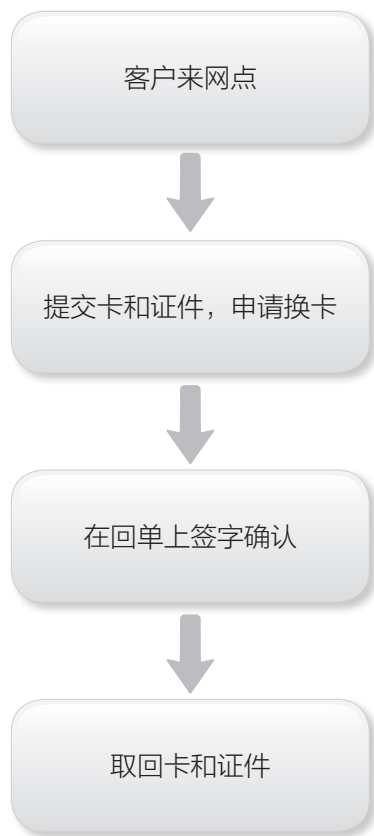 客户来网点
提交卡和证件，申请换卡
在回单上签字确认
取回卡和证件